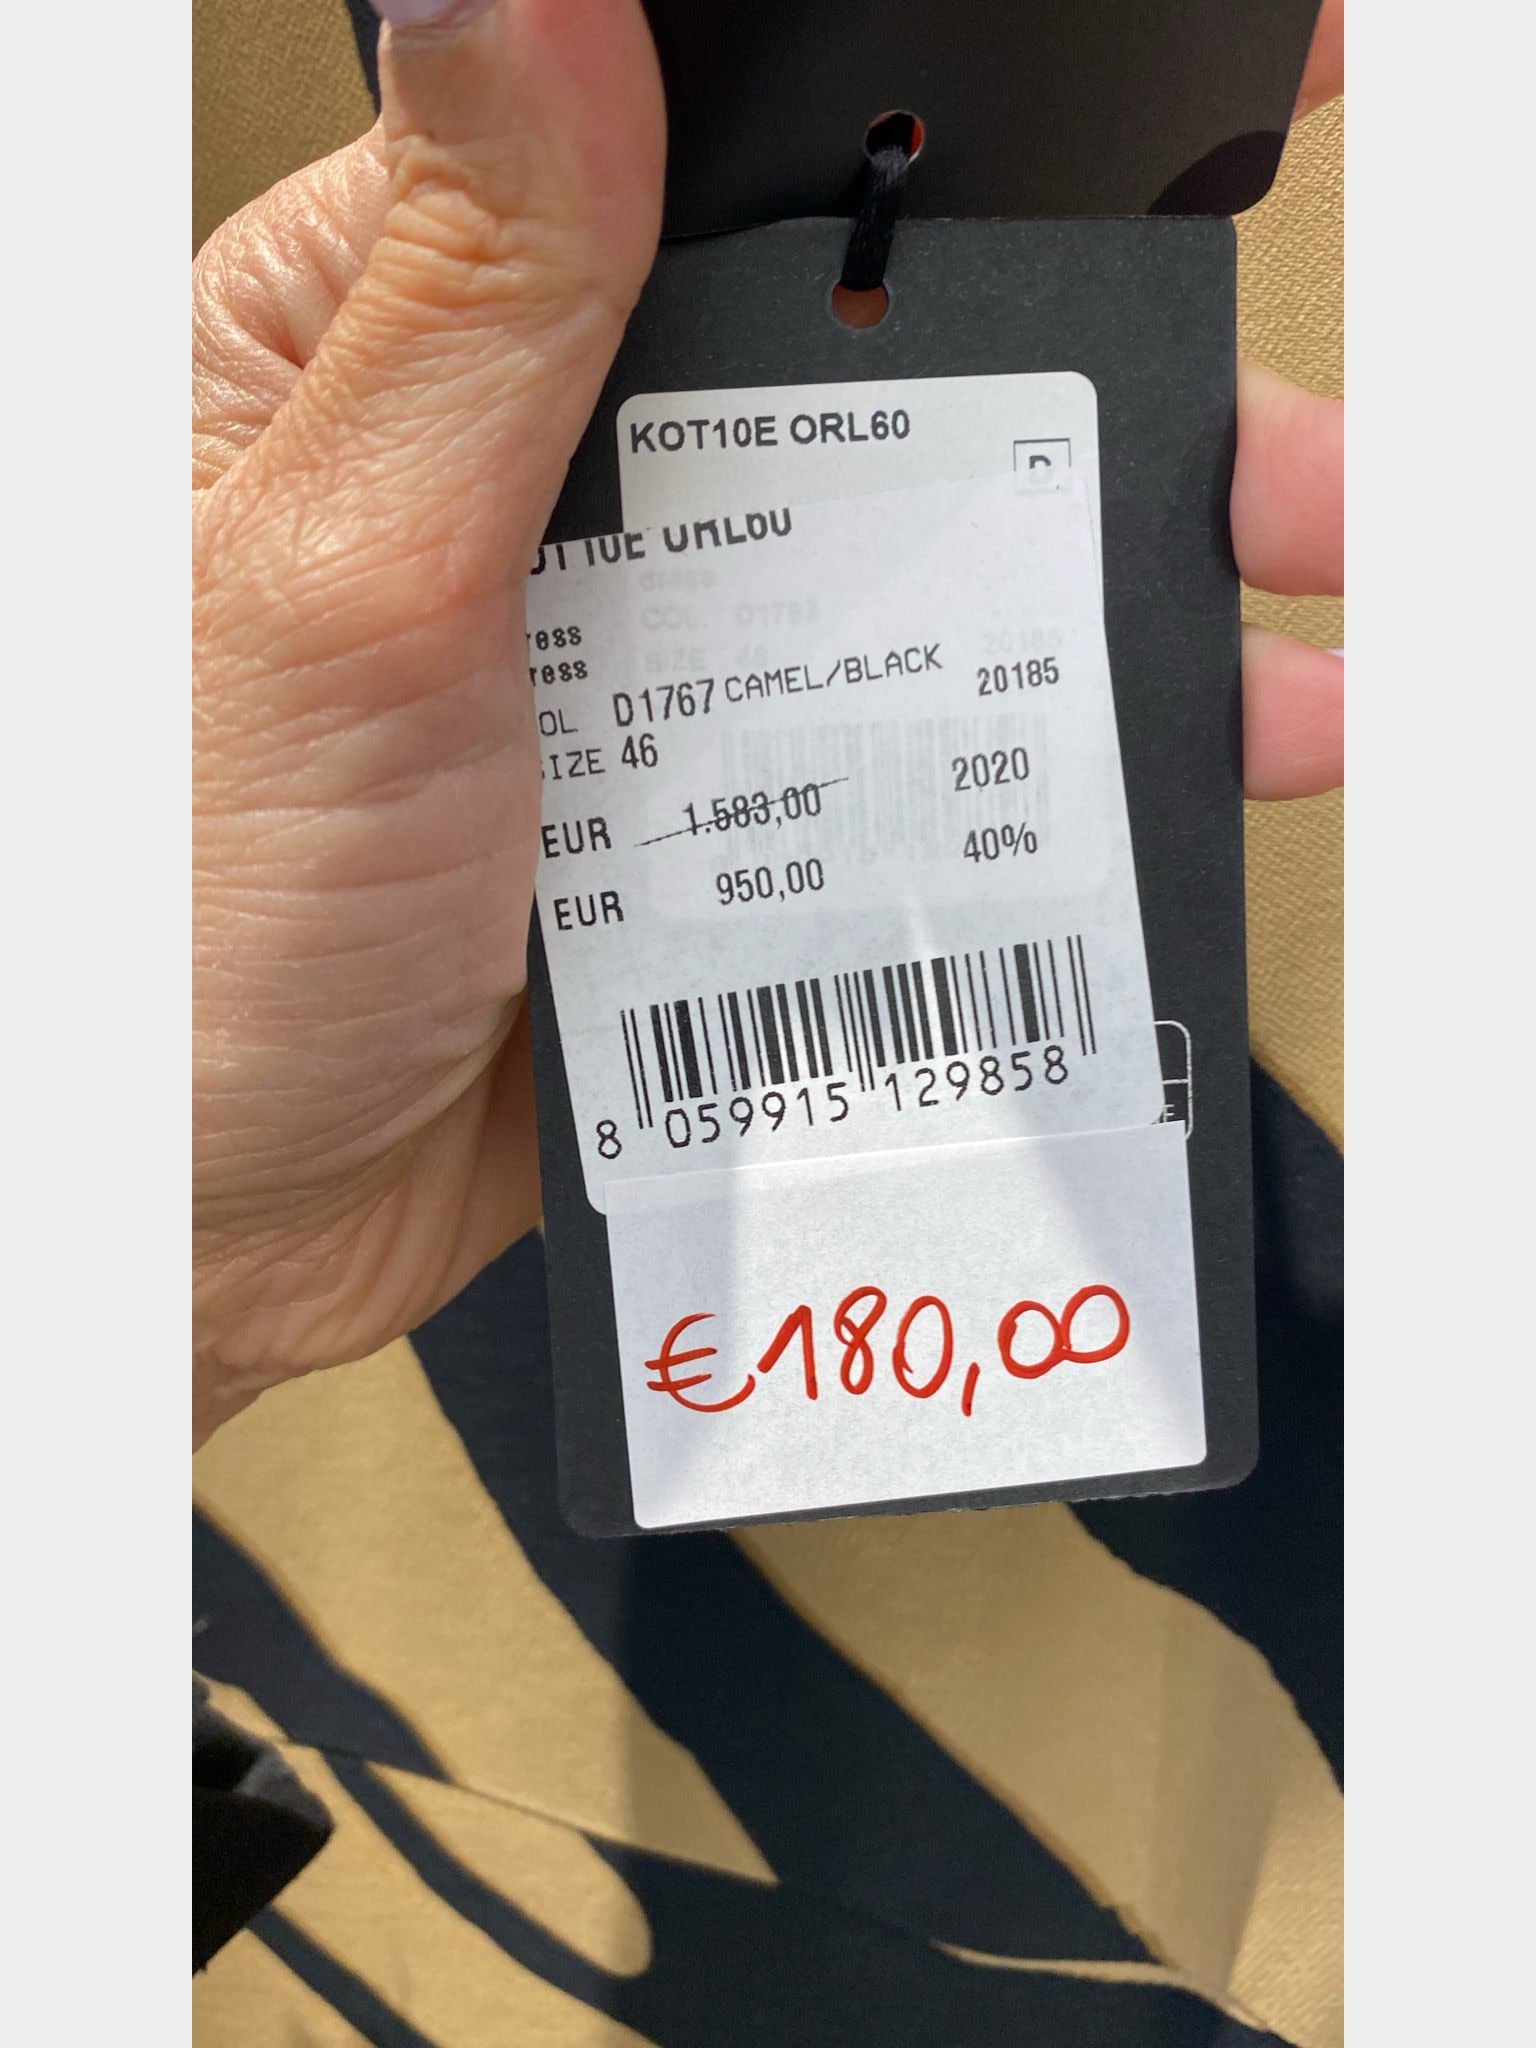 KOT10E ORL60
D
OT10E ORL60
ress
ress
OL D1767 CAMEL/BLACK 20185
SIZE 46
EUR 1.583,00 2020
EUR 950,00 40%
8 059915 129858
€180,00